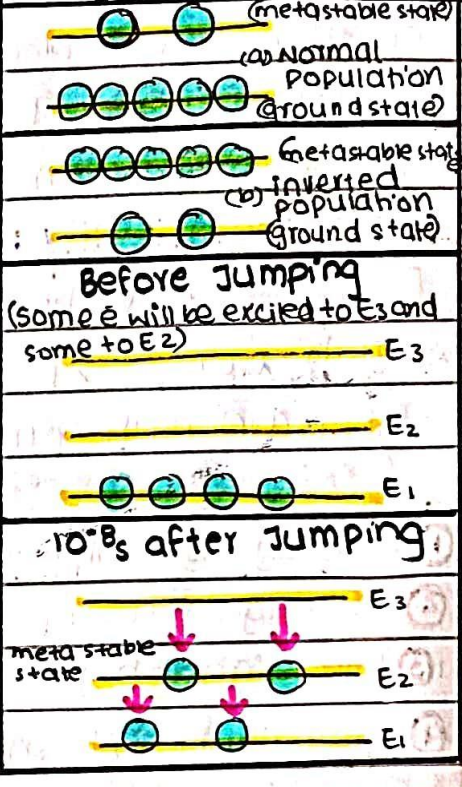 (metastable state)
(a) Normal
population
(ground state)
(metastable state
(b) inverted
population
(ground state)
Before Jumping
(some e will be excited to E3 and
some to E2)
E3
E2
E1
10-8s after Jumping
E3
meta stable
state
E2
E1